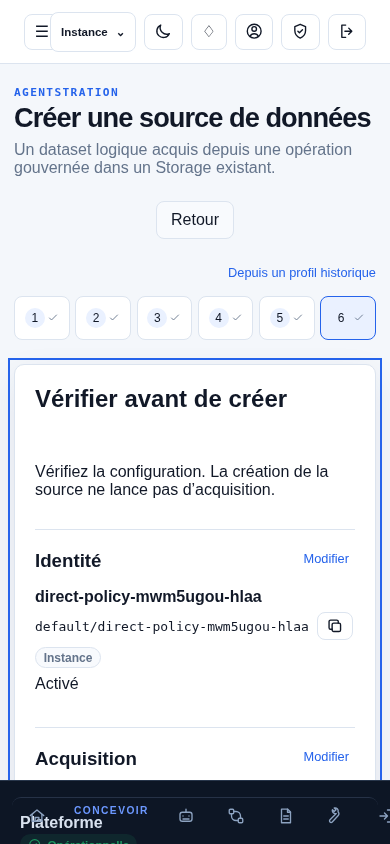 Instance
AGENTSTRATION
Créer une source de données
Un dataset logique acquis depuis une opération
gouvernée dans un Storage existant.
Retour
Depuis un profil historique
1 2 3 4 5 6
Vérifier avant de créer
Vérifiez la configuration. La création de la
source ne lance pas d’acquisition.
Identité Modifier
direct-policy-mwm5ugou-hlaa
default/direct-policy-mwm5ugou-hlaa
Instance
Activé
Acquisition Modifier
CONCEVOIR
Plateforme
Opérationnelle